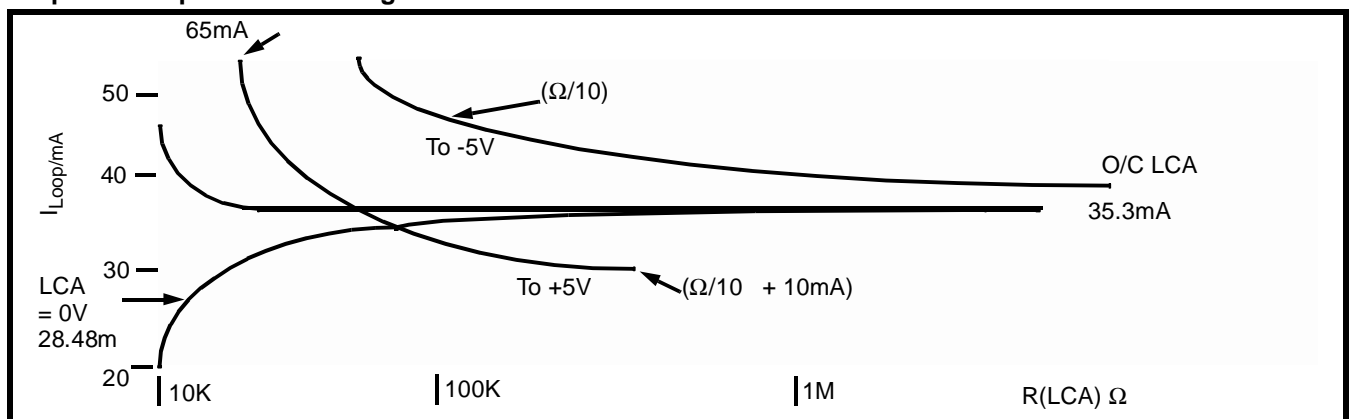 65mA
50
(Ω/10)
To -5V
I Loop/mA
40
O/C LCA
35.3mA
30
LCA
= 0V
28.48m
To +5V
(Ω/10 + 10mA)
20
10K
100K
1M
R(LCA) Ω